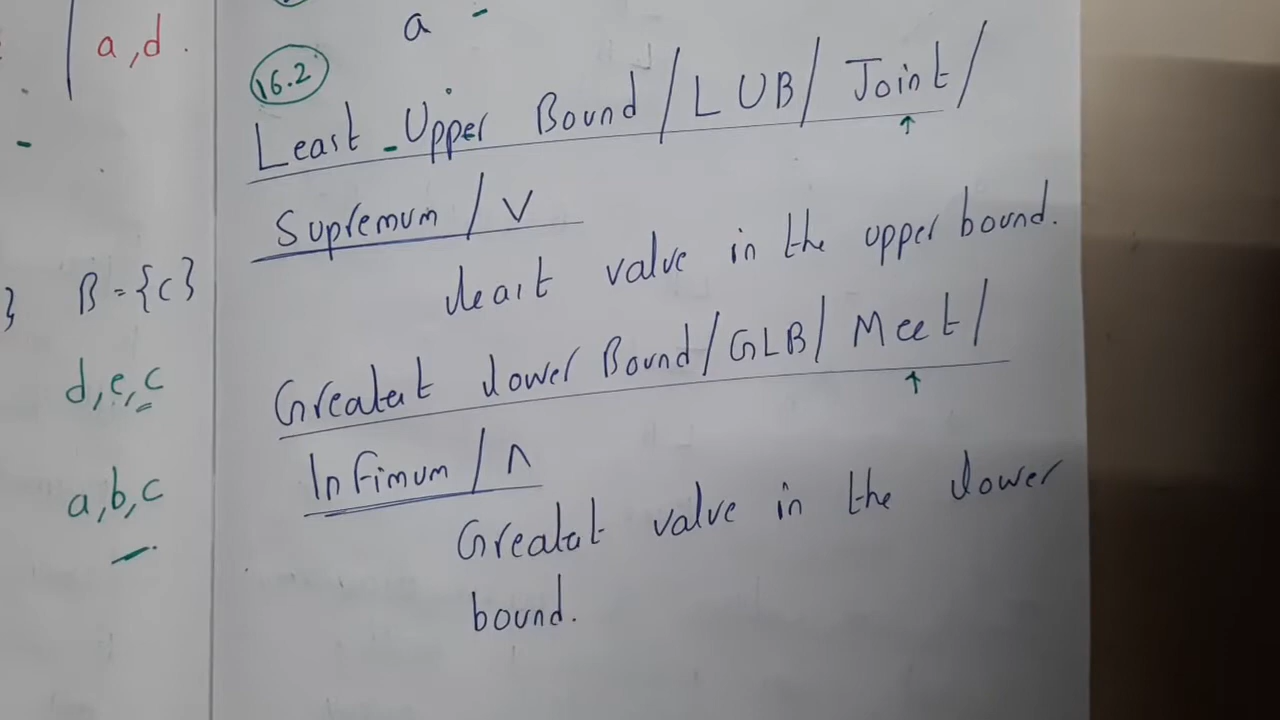 a,d.
a
16.2
Least Upper Bound/LUB/Joint/
Supremum/V
least value in the upper bound.
} B={c}
Greatest lower Bound/GLB/Meet/
d,e,c
Infimum/Λ
a,b,c
Greatest value in the lower
bound.